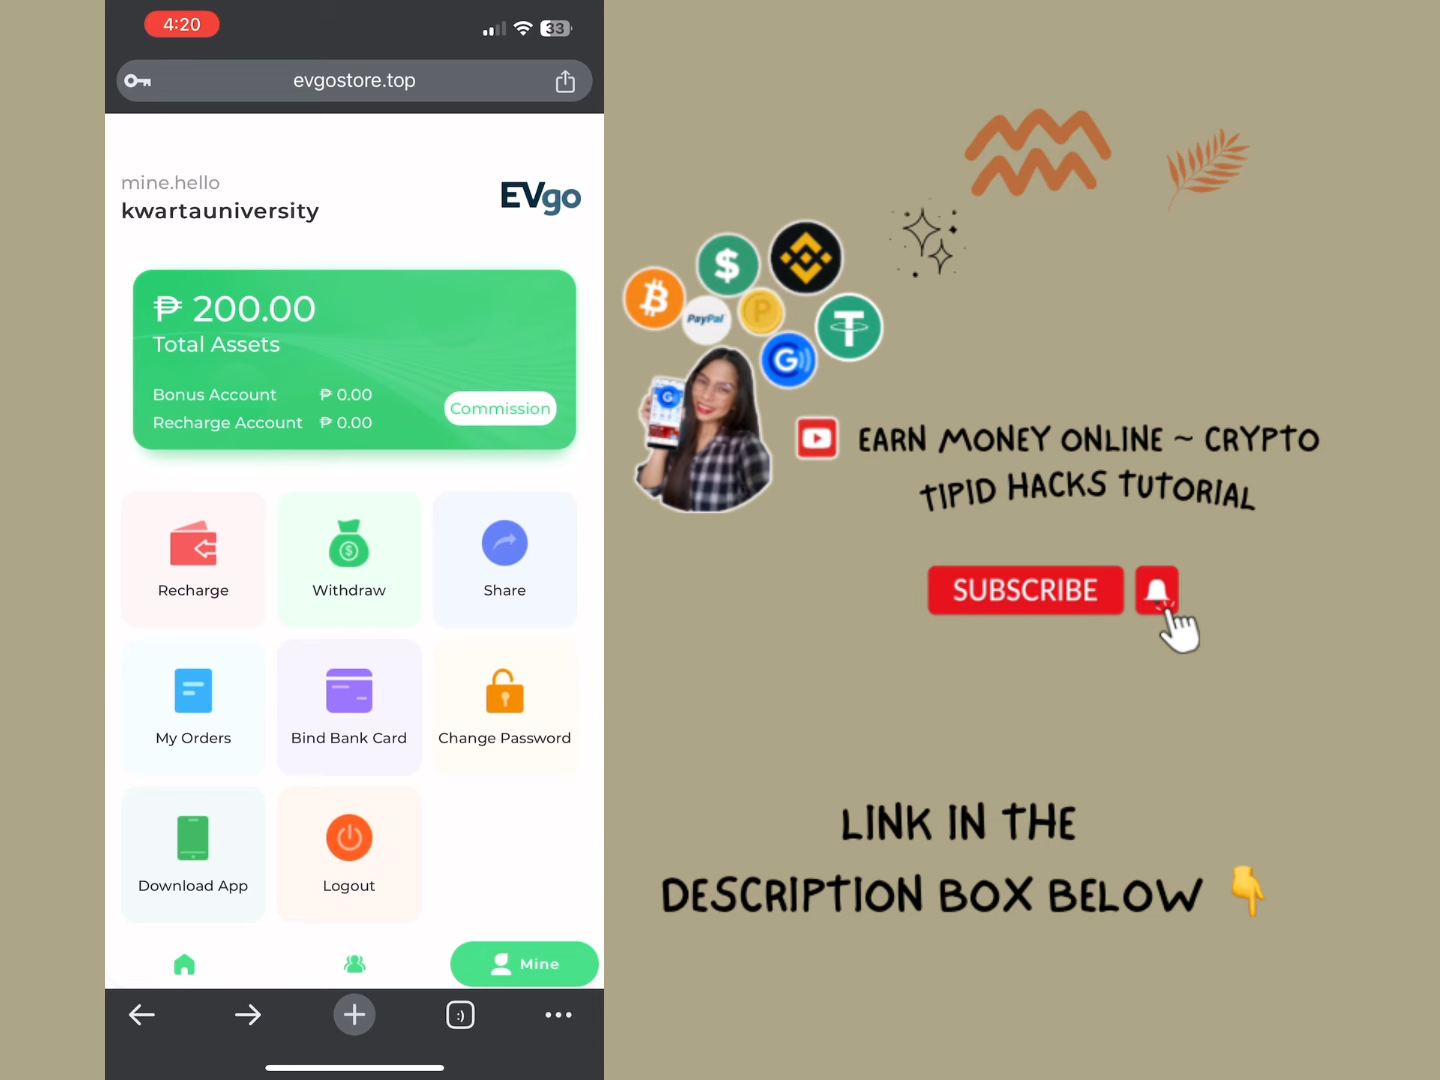 4:20
33
evgostore.top
mine.hello
kwartauniversity
EVgo
₱ 200.00
Total Assets
Bonus Account ₱ 0.00
Recharge Account ₱ 0.00
Commission
Recharge
Withdraw
Share
My Orders
Bind Bank Card
Change Password
Download App
Logout
Mine
:)
PayPal
EARN MONEY ONLINE ~ CRYPTO
TIPID HACKS TUTORIAL
SUBSCRIBE
LINK IN THE
DESCRIPTION BOX BELOW 👇